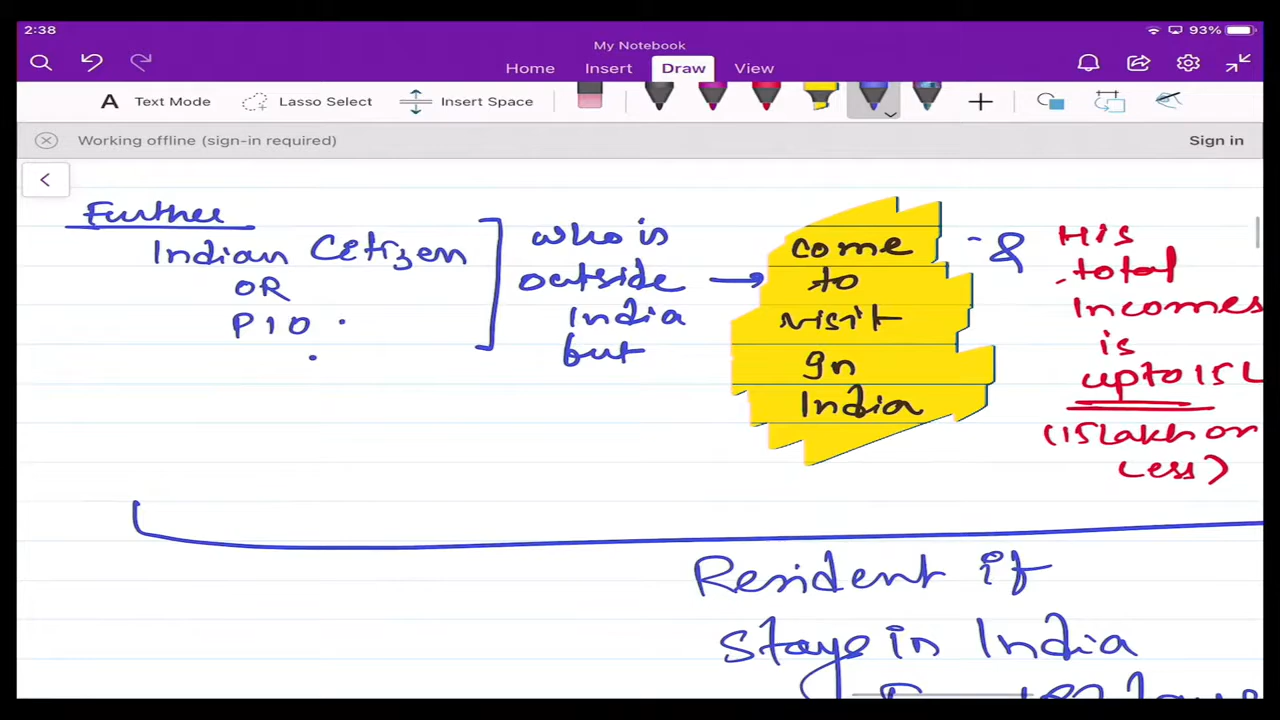 2:38
93%
My Notebook
Home Insert Draw View
A Text Mode Lasso Select Insert Space
Working offline (sign-in required) Sign in
Further
Indian Citizen
OR
PIO
who is
outside
India
but
come
to
visit
In
India
&
His
total
Incomes
is
upto 15L
(15 Lakh or
Less)
Resident if
stays in India